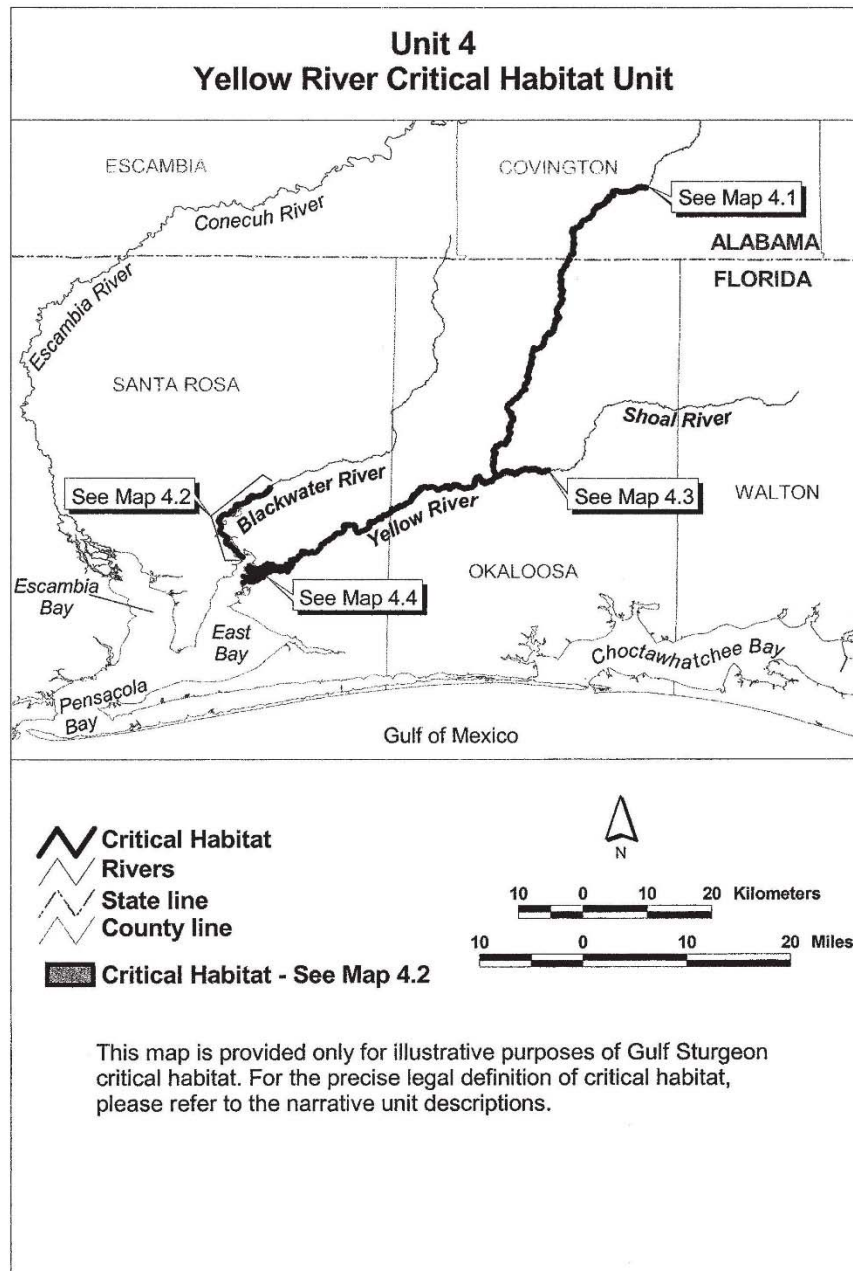 Unit 4
Yellow River Critical Habitat Unit
ESCAMBIA
COVINGTON
See Map 4.1
Conecuh River
ALABAMA
FLORIDA
Escambia River
SANTA ROSA
Shoal River
See Map 4.2
Blackwater River
See Map 4.3
WALTON
Yellow River
OKALOOSA
See Map 4.4
Escambia
Bay
East
Bay
Choctawhatchee Bay
Pensacola
Bay
Gulf of Mexico
Critical Habitat
Rivers
State line
County line
Critical Habitat - See Map 4.2
N
10 0 10 20 Kilometers
10 0 10 20 Miles
This map is provided only for illustrative purposes of Gulf Sturgeon
critical habitat. For the precise legal definition of critical habitat,
please refer to the narrative unit descriptions.